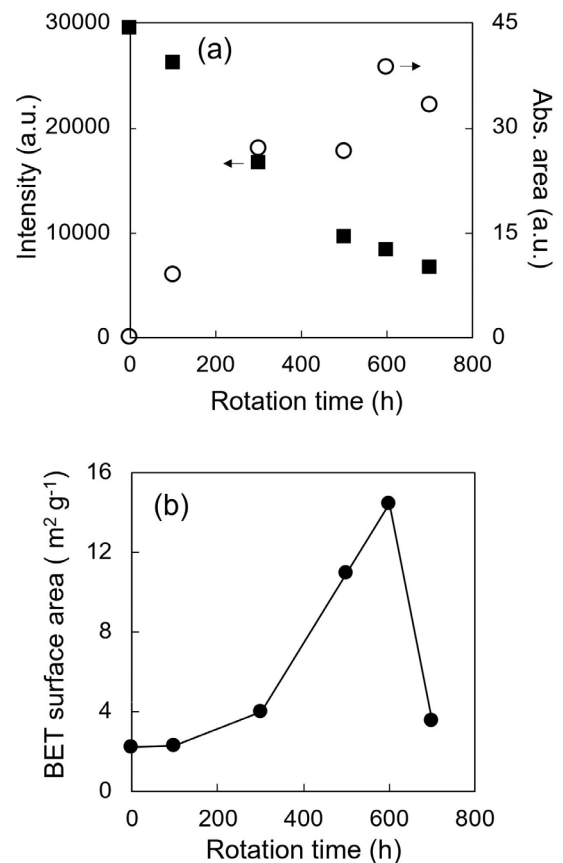 (a)
30000
20000
10000
0
Intensity (a.u.)
45
30
15
0
Abs. area (a.u.)
0 200 400 600 800
Rotation time (h)
(b)
16
12
8
4
0
BET surface area ( m² g⁻¹)
0 200 400 600 800
Rotation time (h)